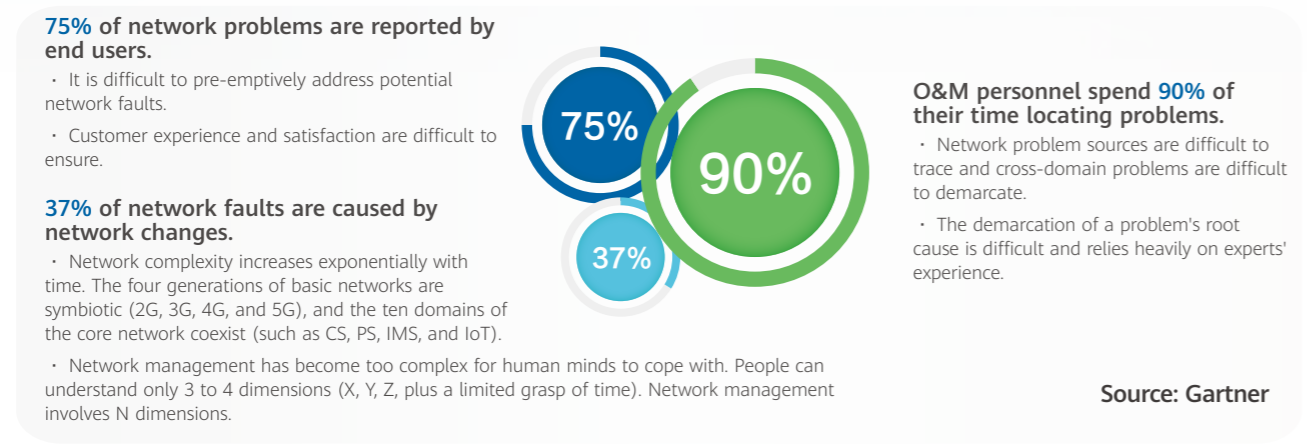 75% of network problems are reported by
end users.
· It is difficult to pre-emptively address potential
network faults.
· Customer experience and satisfaction are difficult to
ensure.
37% of network faults are caused by
network changes.
· Network complexity increases exponentially with
time. The four generations of basic networks are
symbiotic (2G, 3G, 4G, and 5G), and the ten domains of
the core network coexist (such as CS, PS, IMS, and IoT).
· Network management has become too complex for human minds to cope with. People can
understand only 3 to 4 dimensions (X, Y, Z, plus a limited grasp of time). Network management
involves N dimensions.
75%
90%
37%
O&M personnel spend 90% of
their time locating problems.
· Network problem sources are difficult to
trace and cross-domain problems are difficult
to demarcate.
· The demarcation of a problem's root
cause is difficult and relies heavily on experts'
experience.
Source: Gartner